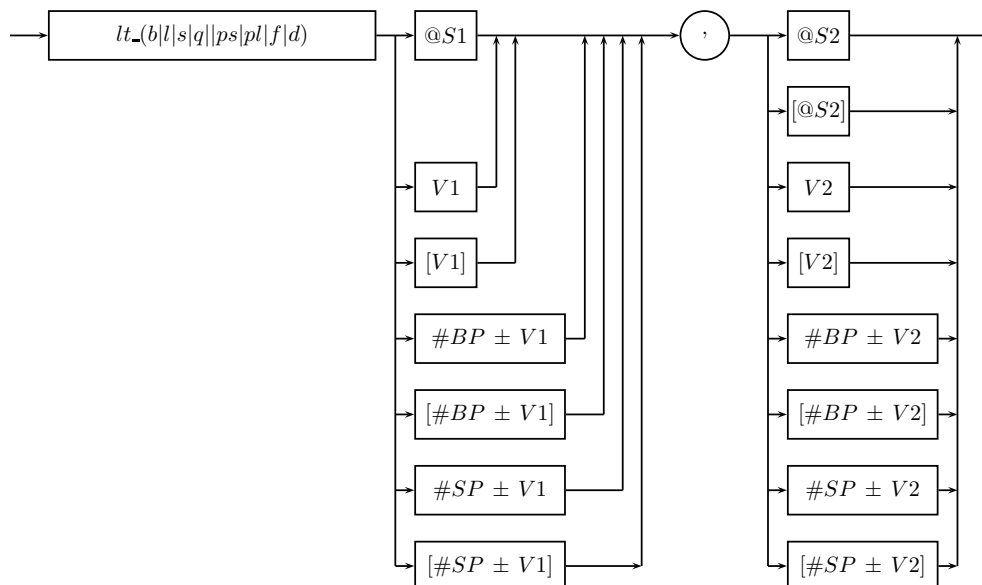 lt_(b|l|s|q||ps|pl|f|d) @S1 , @S2
[@S2]
V1 V2
[V1] [V2]
#BP ± V1 #BP ± V2
[#BP ± V1] [#BP ± V2]
#SP ± V1 #SP ± V2
[#SP ± V1] [#SP ± V2]